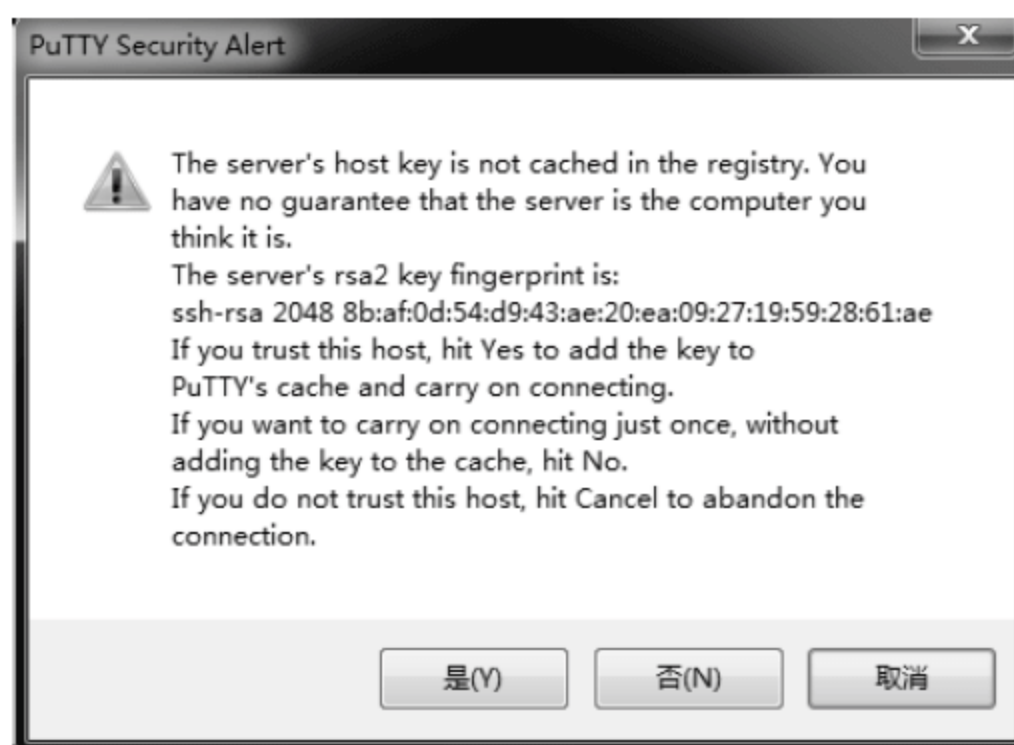 PuTTY Security Alert
x
The server's host key is not cached in the registry. You
have no guarantee that the server is the computer you
think it is.
The server's rsa2 key fingerprint is:
ssh-rsa 2048 8b:af:0d:54:d9:43:ae:20:ea:09:27:19:59:28:61:ae
If you trust this host, hit Yes to add the key to
PuTTY's cache and carry on connecting.
If you want to carry on connecting just once, without
adding the key to the cache, hit No.
If you do not trust this host, hit Cancel to abandon the
connection.
是(Y) 否(N) 取消